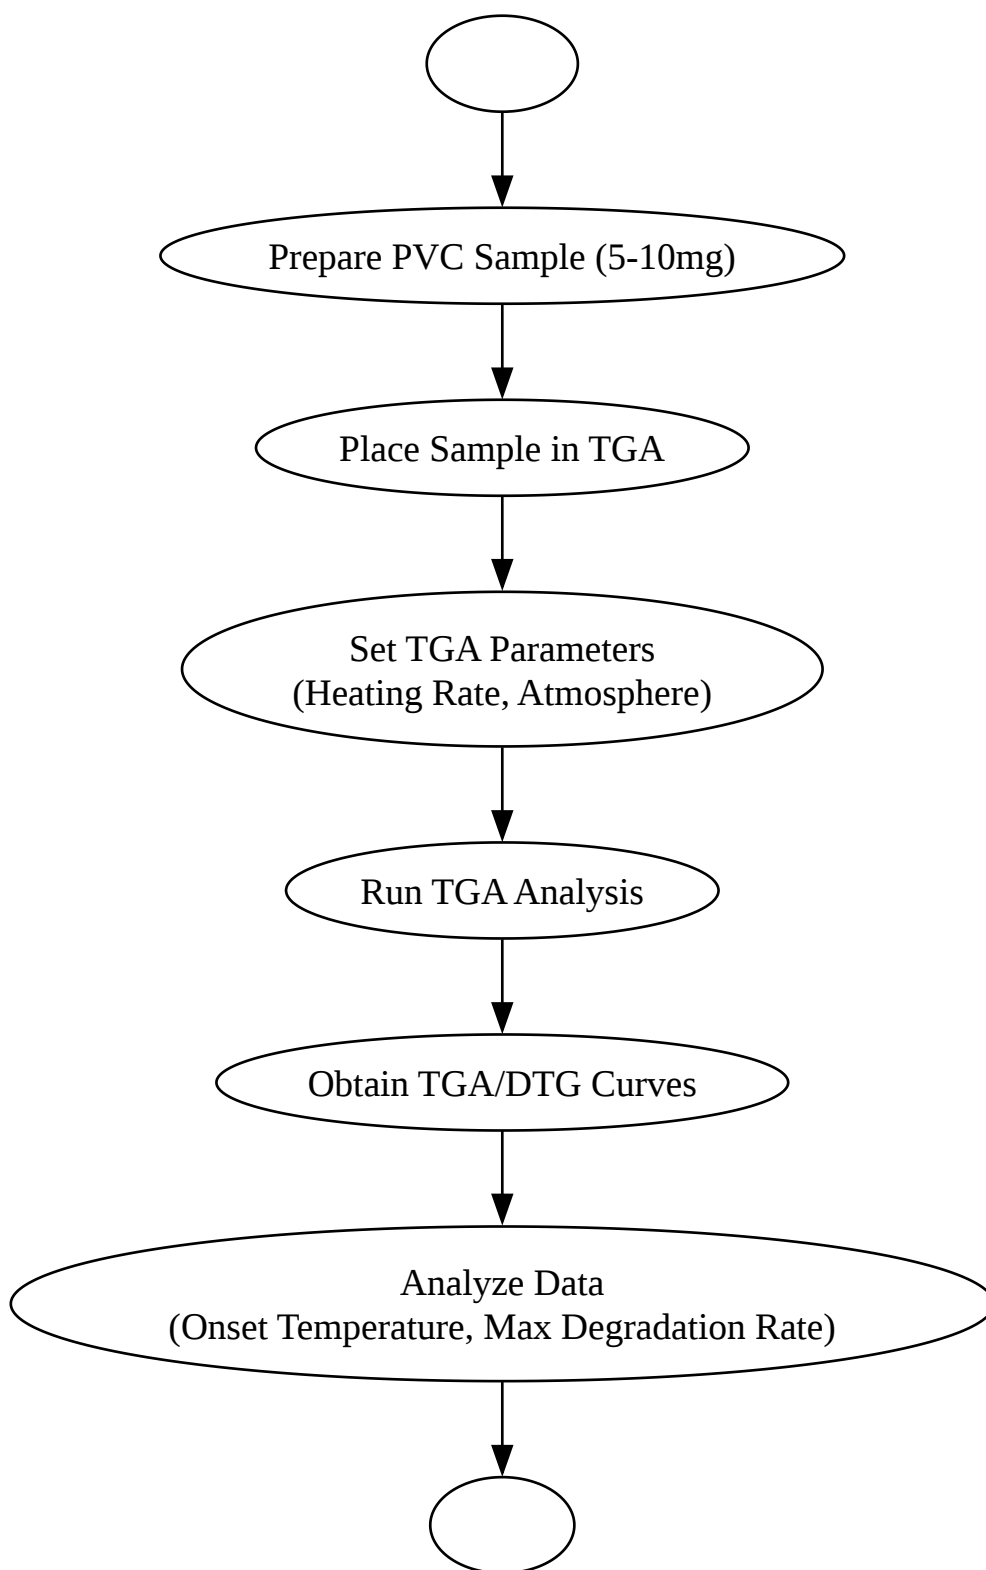 Prepare PVC Sample (5-10mg)
Place Sample in TGA
Set TGA Parameters
(Heating Rate, Atmosphere)
Run TGA Analysis
Obtain TGA/DTG Curves
Analyze Data
(Onset Temperature, Max Degradation Rate)